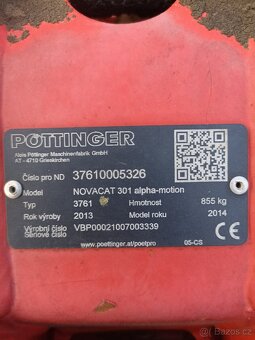 PÖTTINGER
PÖTTINGER
Alois Pöttinger Maschinenfabrik GmbH
AT - 4710 Grieskirchen
Číslo pro ND 37610005326
Model NOVACAT 301 alpha-motion
Typ 3761 Hmotnost 855 kg
Rok výroby 2013 Model roku 2014
Výrobní číslo
Sériové číslo VBP00021007003339
www.poettinger.at/poetpro 05-CS
Bazoš.cz